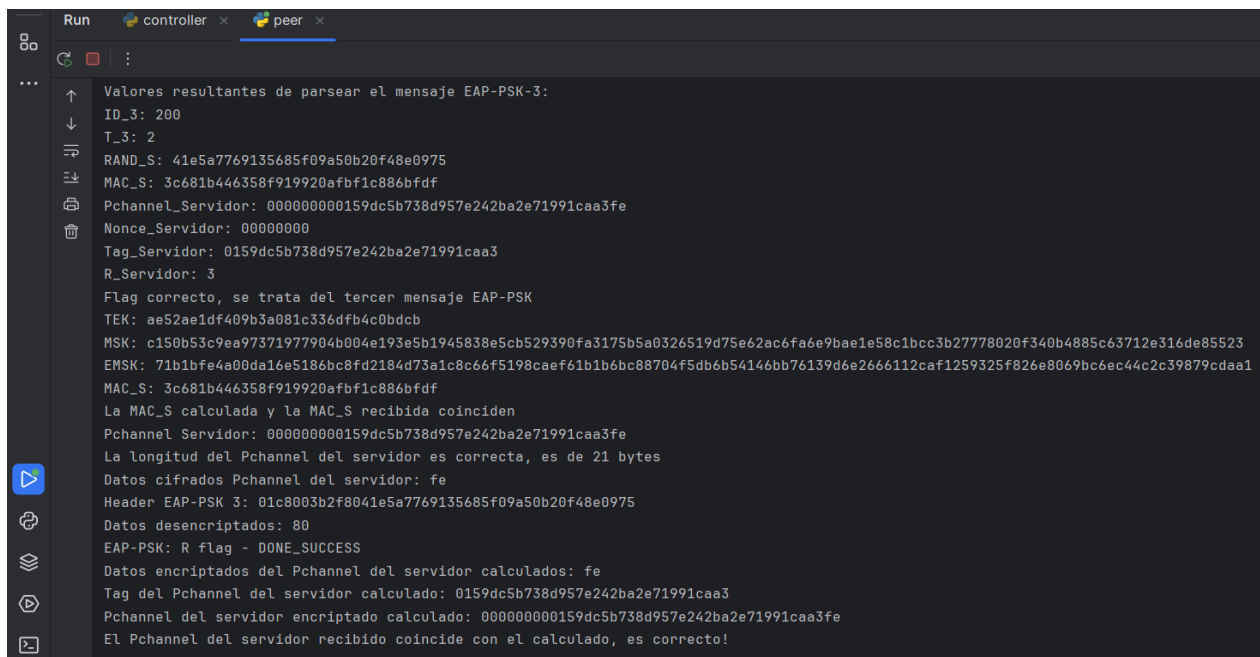 Run controller × peer ×
Valores resultantes de parsear el mensaje EAP-PSK-3:
ID_3: 200
T_3: 2
RAND_S: 41e5a7769135685f09a50b20f48e0975
MAC_S: 3c681b446358f919920afbf1c886bfdf
Pchannel_Servidor: 000000000159dc5b738d957e242ba2e71991caa3fe
Nonce_Servidor: 00000000
Tag_Servidor: 0159dc5b738d957e242ba2e71991caa3
R_Servidor: 3
Flag correcto, se trata del tercer mensaje EAP-PSK
TEK: ae52ae1df409b3a081c336dfb4c0bdcb
MSK: c150b53c9ea97371977904b004e193e5b1945838e5cb529390fa3175b5a0326519d75e62ac6fa6e9bae1e58c1bcc3b27778020f340b4885c63712e316de85523
EMSK: 71b1bfe4a00da16e5186bc8fd2184d73a1c8c66f5198caef61b1b6bc88704f5db6b54146bb76139d6e2666112caf1259325f826e8069bc6ec44c2c39879cdaa1
MAC_S: 3c681b446358f919920afbf1c886bfdf
La MAC_S calculada y la MAC_S recibida coinciden
Pchannel Servidor: 000000000159dc5b738d957e242ba2e71991caa3fe
La longitud del Pchannel del servidor es correcta, es de 21 bytes
Datos cifrados Pchannel del servidor: fe
Header EAP-PSK 3: 01c8003b2f8041e5a7769135685f09a50b20f48e0975
Datos desencriptados: 80
EAP-PSK: R flag - DONE_SUCCESS
Datos encriptados del Pchannel del servidor calculados: fe
Tag del Pchannel del servidor calculado: 0159dc5b738d957e242ba2e71991caa3
Pchannel del servidor encriptado calculado: 000000000159dc5b738d957e242ba2e71991caa3fe
El Pchannel del servidor recibido coincide con el calculado, es correcto!